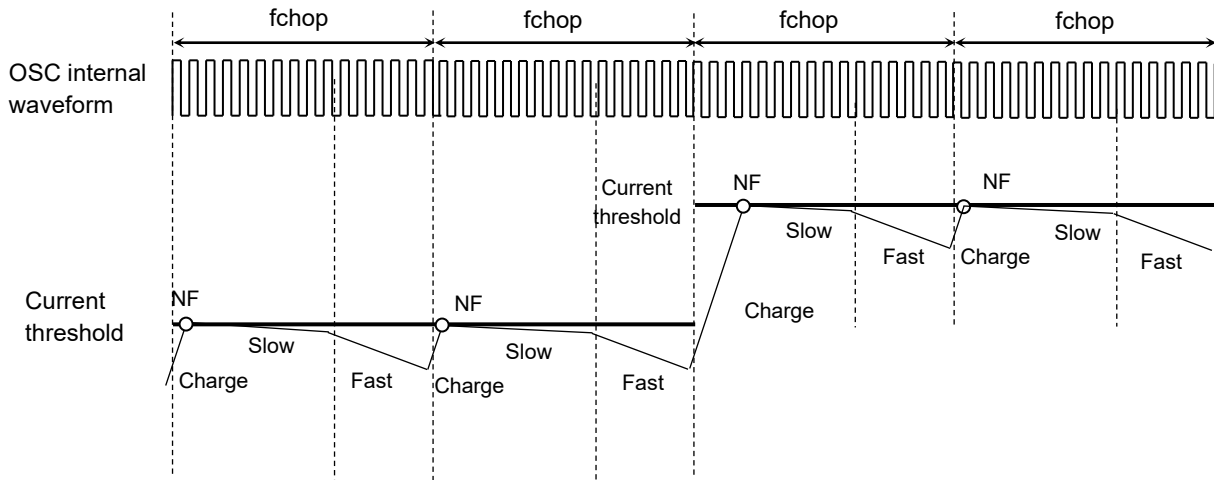 fchop
fchop
fchop
fchop
OSC internal
waveform
Current
threshold
NF
NF
Slow
Fast
Charge
Slow
Fast
Charge
Current
threshold
NF
NF
Slow
Fast
Charge
Slow
Fast
Charge